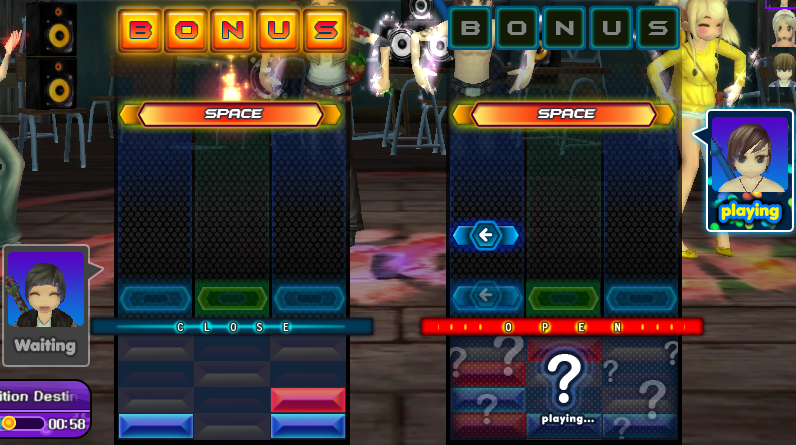 BONUS
BONUS
SPACE
SPACE
playing
CLOSE
OPEN
Waiting
?
? ? ? ? ? ? ?
playing...
ition Destin
00:58